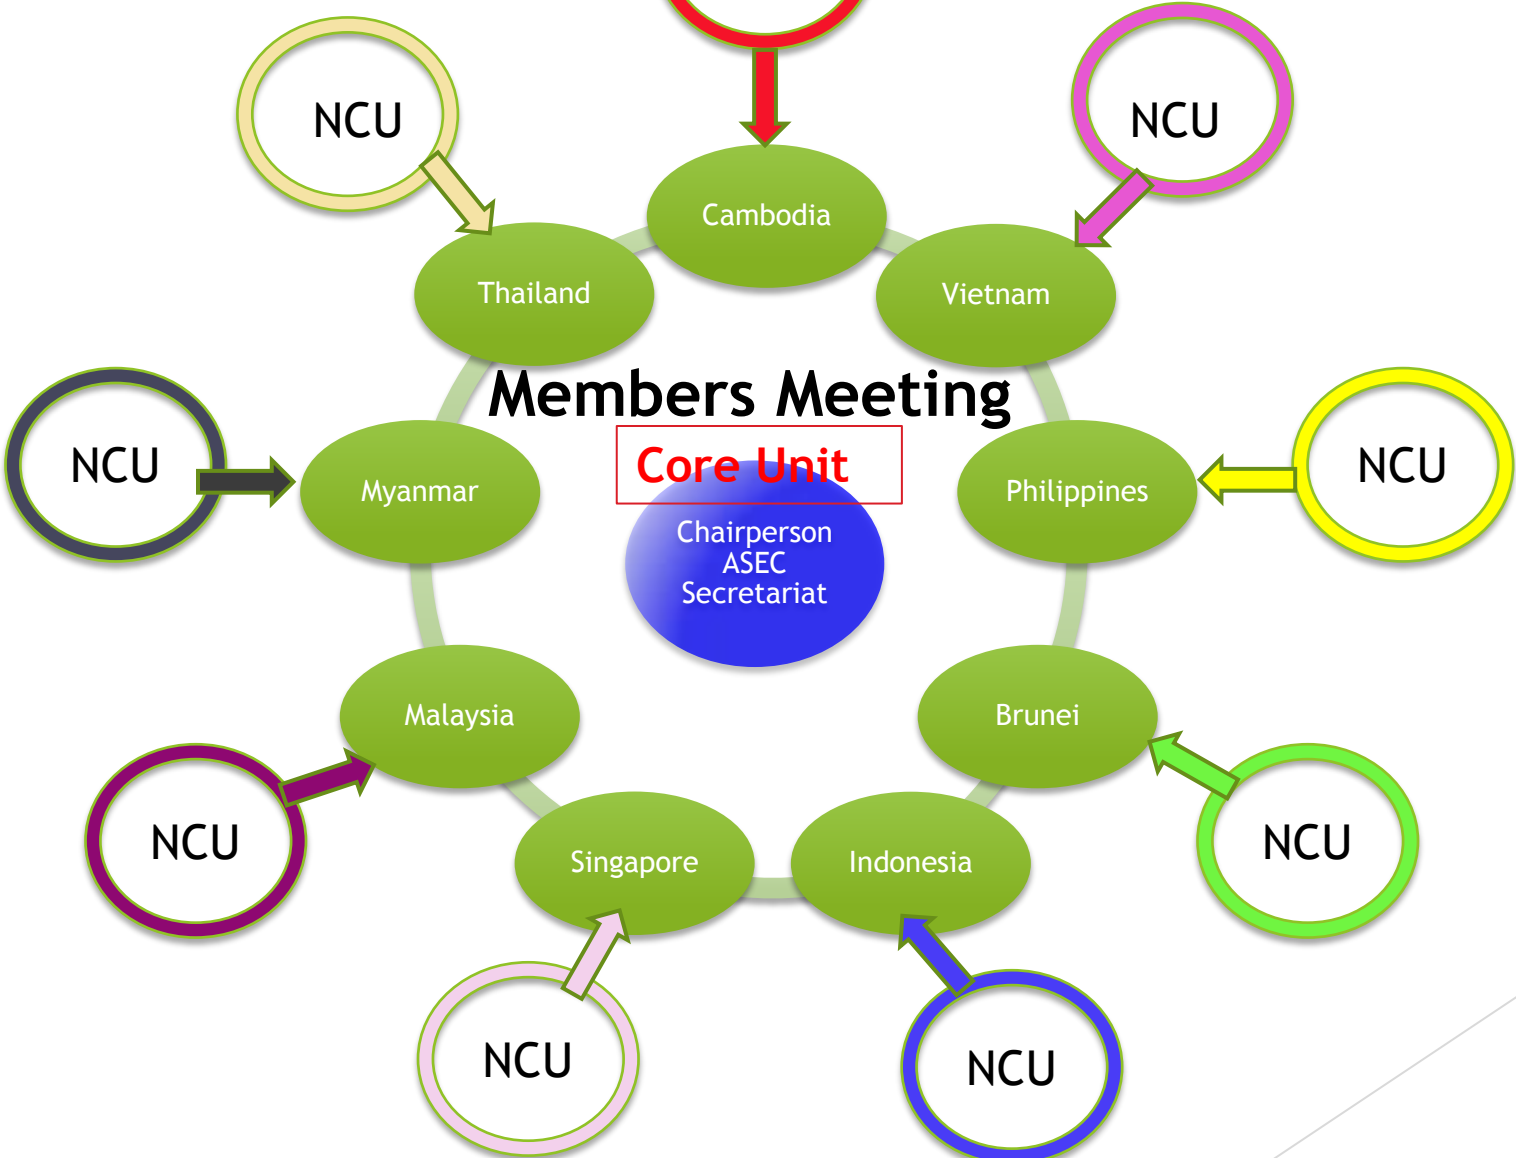 NCU
NCU
Cambodia
Thailand
Vietnam
Members Meeting
Core Unit
NCU
Myanmar
Philippines
NCU
Chairperson
ASEC
Secretariat
Malaysia
Brunei
NCU
NCU
Singapore
Indonesia
NCU
NCU